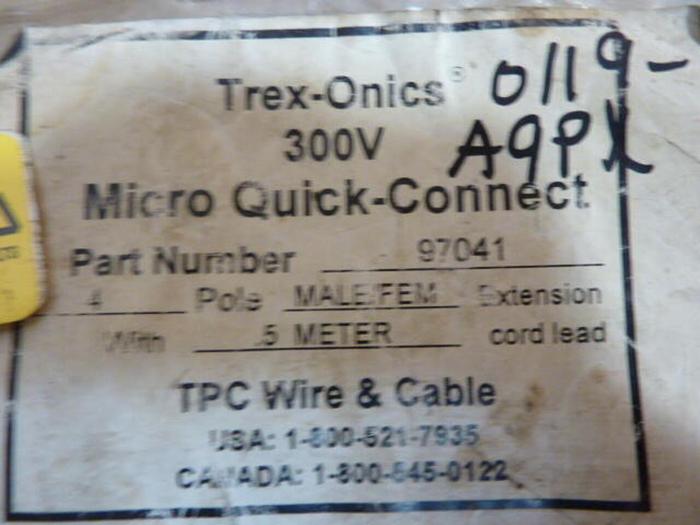 Trex-Onics® 0119-
300V A9PX
Micro Quick-Connect
Part Number 97041
4 Pole MALE/FEM Extension
With .5 METER cord lead
TPC Wire & Cable
USA: 1-800-521-7935
CANADA: 1-800-545-0122